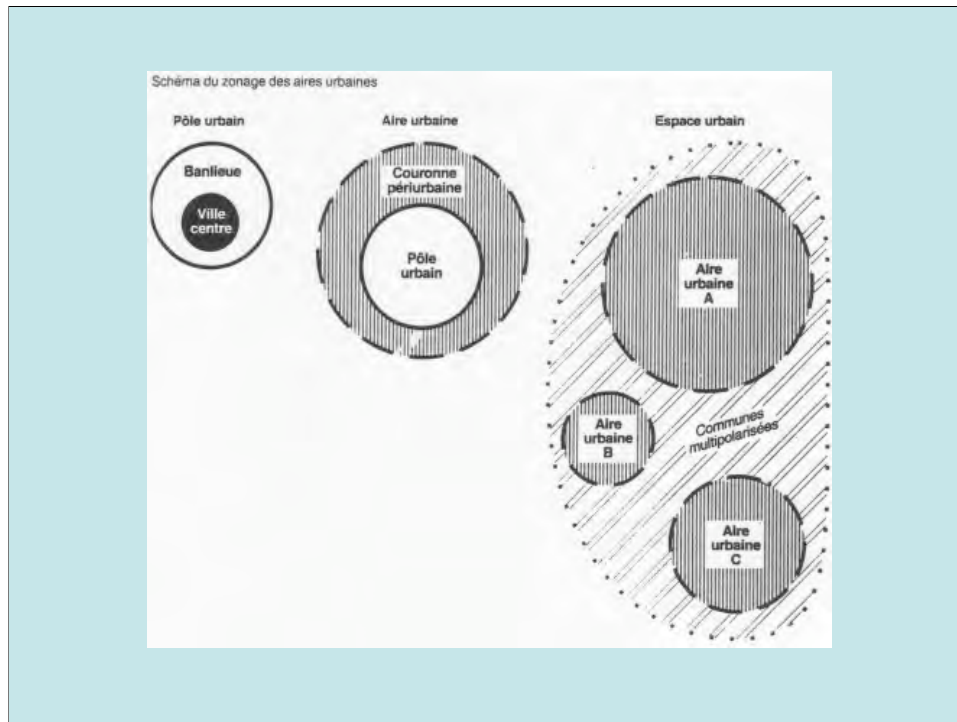 Schéma du zonage des aires urbaines
Pôle urbain
Banlieue
Ville
centre
Aire urbaine
Couronne
périurbaine
Pôle
urbain
Espace urbain
Aire
urbaine
A
Aire
urbaine
B
Communes
multipolarisées
Aire
urbaine
C